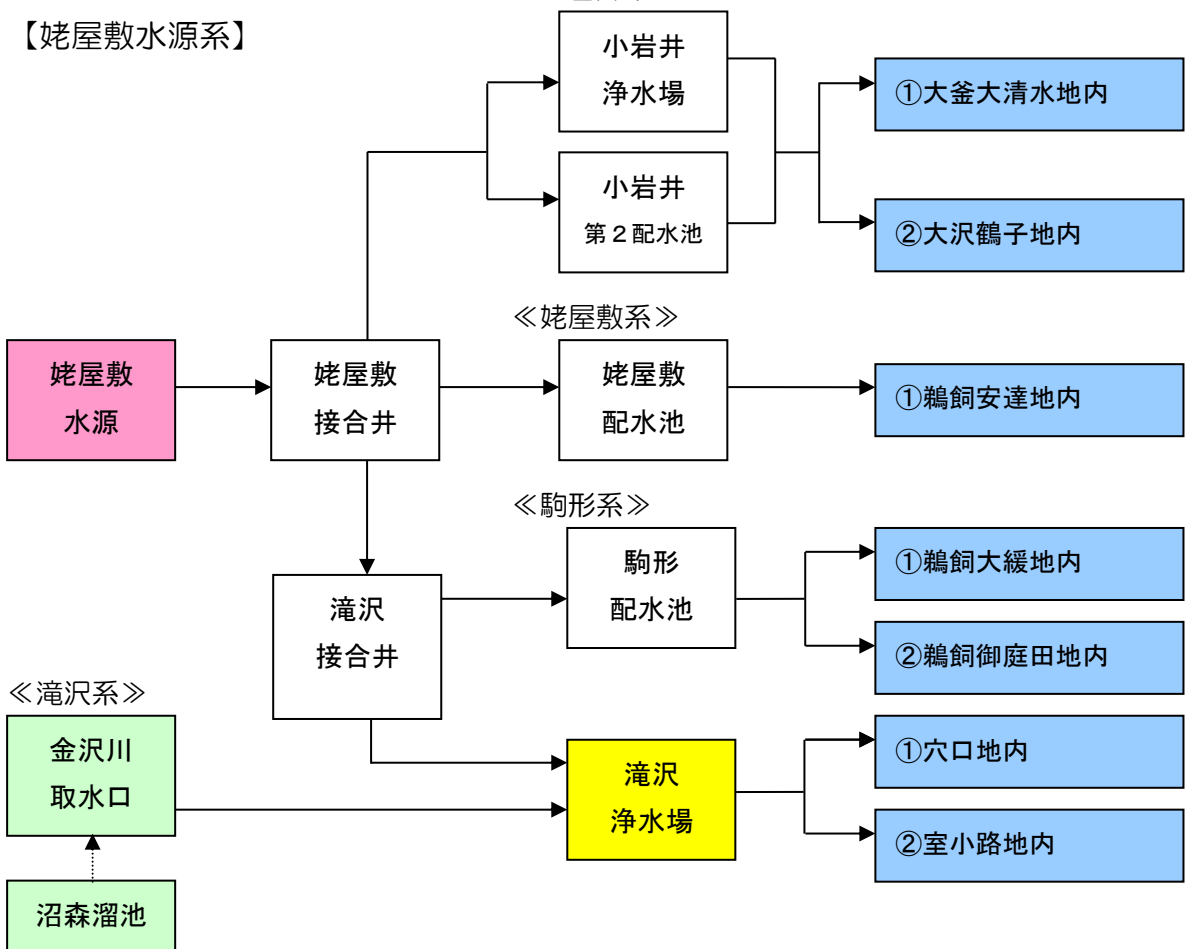 【姥屋敷水源系】
小岩井
浄水場
①大釜大清水地内
小岩井
第２配水池
②大沢鶴子地内
≪姥屋敷系≫
姥屋敷
水源
姥屋敷
接合井
姥屋敷
配水池
①鵜飼安達地内
≪駒形系≫
駒形
配水池
①鵜飼大緩地内
②鵜飼御庭田地内
滝沢
接合井
≪滝沢系≫
金沢川
取水口
滝沢
浄水場
①穴口地内
②室小路地内
沼森溜池